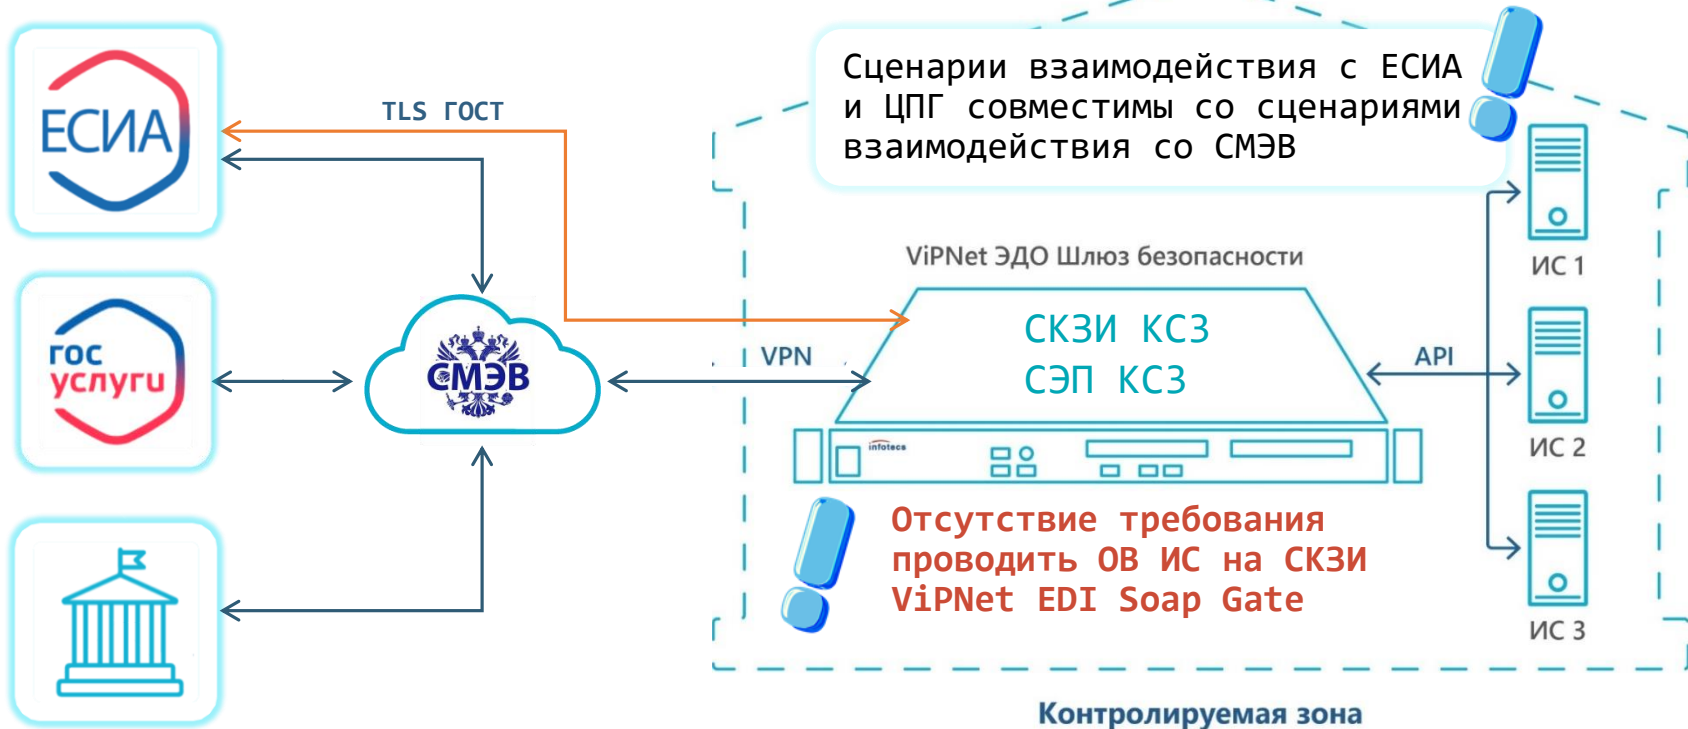 ЕСИА
TLS ГОСТ
Сценарии взаимодействия с ЕСИА
и ЦПГ совместимы со сценариями
взаимодействия со СМЭВ
ИС 1
ViPNet ЭДО Шлюз безопасности
СКЗИ КС3
СЭП КС3
гос
услуги
СМЭВ
VPN
API
ИС 2
infotecs
Отсутствие требования
проводить ОВ ИС на СКЗИ
ViPNet EDI Soap Gate
ИС 3
Контролируемая зона